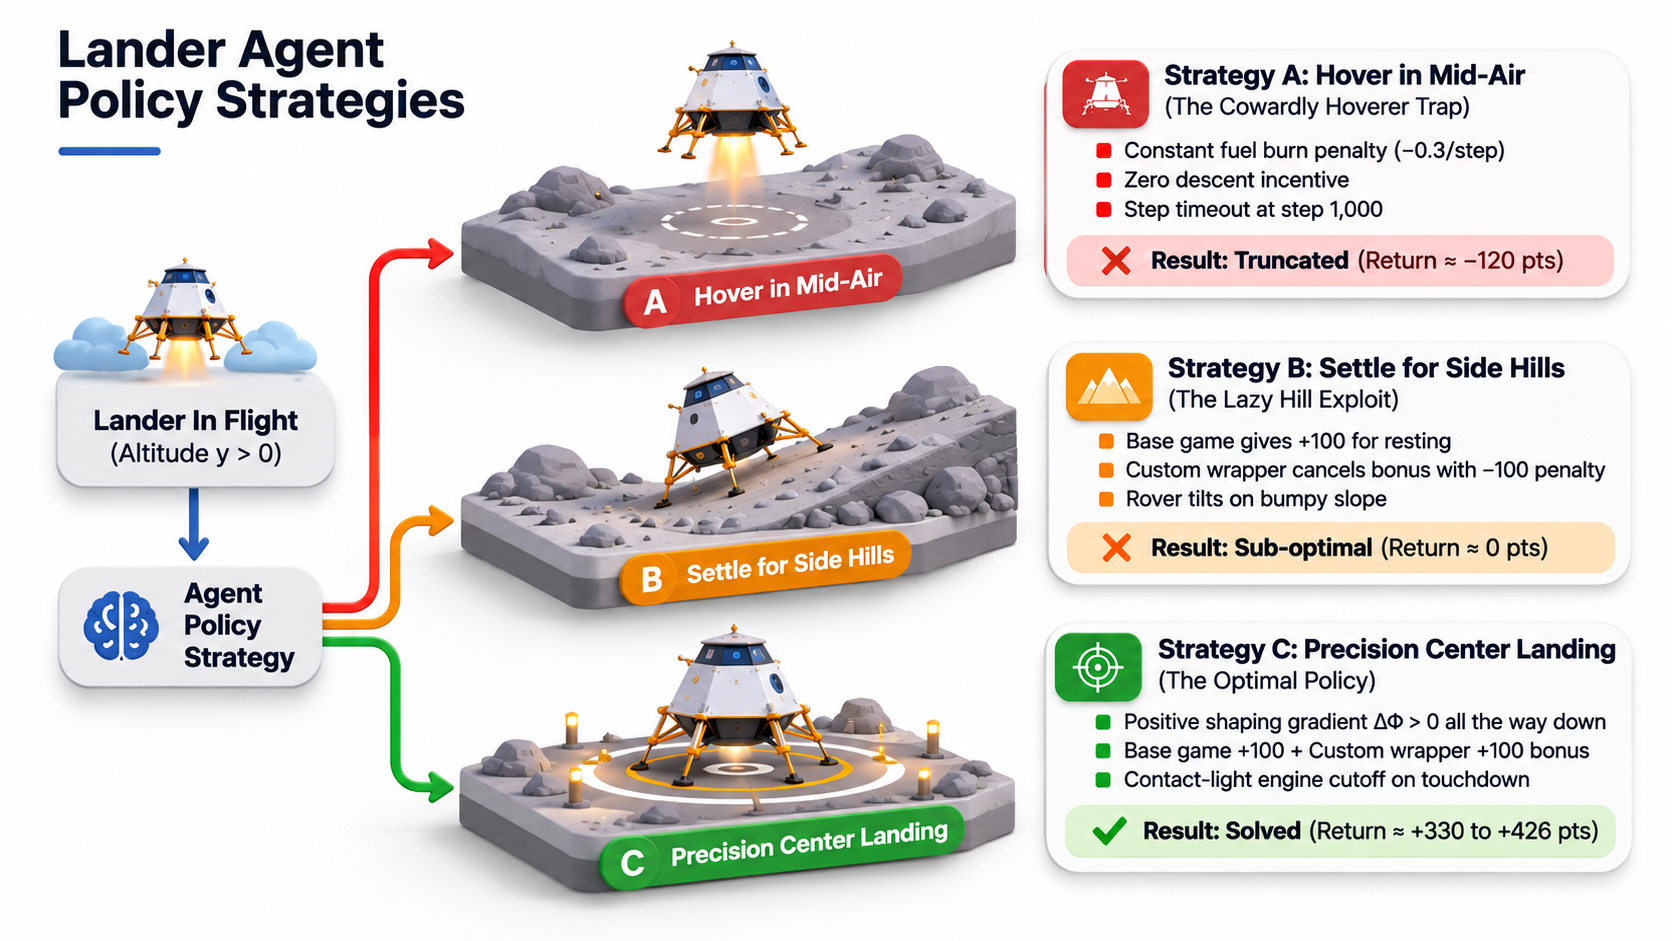 Lander Agent
Policy Strategies
Lander In Flight
(Altitude y > 0)
Agent
Policy
Strategy
A Hover in Mid-Air
B Settle for Side Hills
C Precision Center Landing
Strategy A: Hover in Mid-Air
(The Cowardly Hoverer Trap)
Constant fuel burn penalty (−0.3/step)
Zero descent incentive
Step timeout at step 1,000
Result: Truncated (Return ≈ −120 pts)
Strategy B: Settle for Side Hills
(The Lazy Hill Exploit)
Base game gives +100 for resting
Custom wrapper cancels bonus with −100 penalty
Rover tilts on bumpy slope
Result: Sub-optimal (Return ≈ 0 pts)
Strategy C: Precision Center Landing
(The Optimal Policy)
Positive shaping gradient ΔΦ > 0 all the way down
Base game +100 + Custom wrapper +100 bonus
Contact-light engine cutoff on touchdown
Result: Solved (Return ≈ +330 to +426 pts)